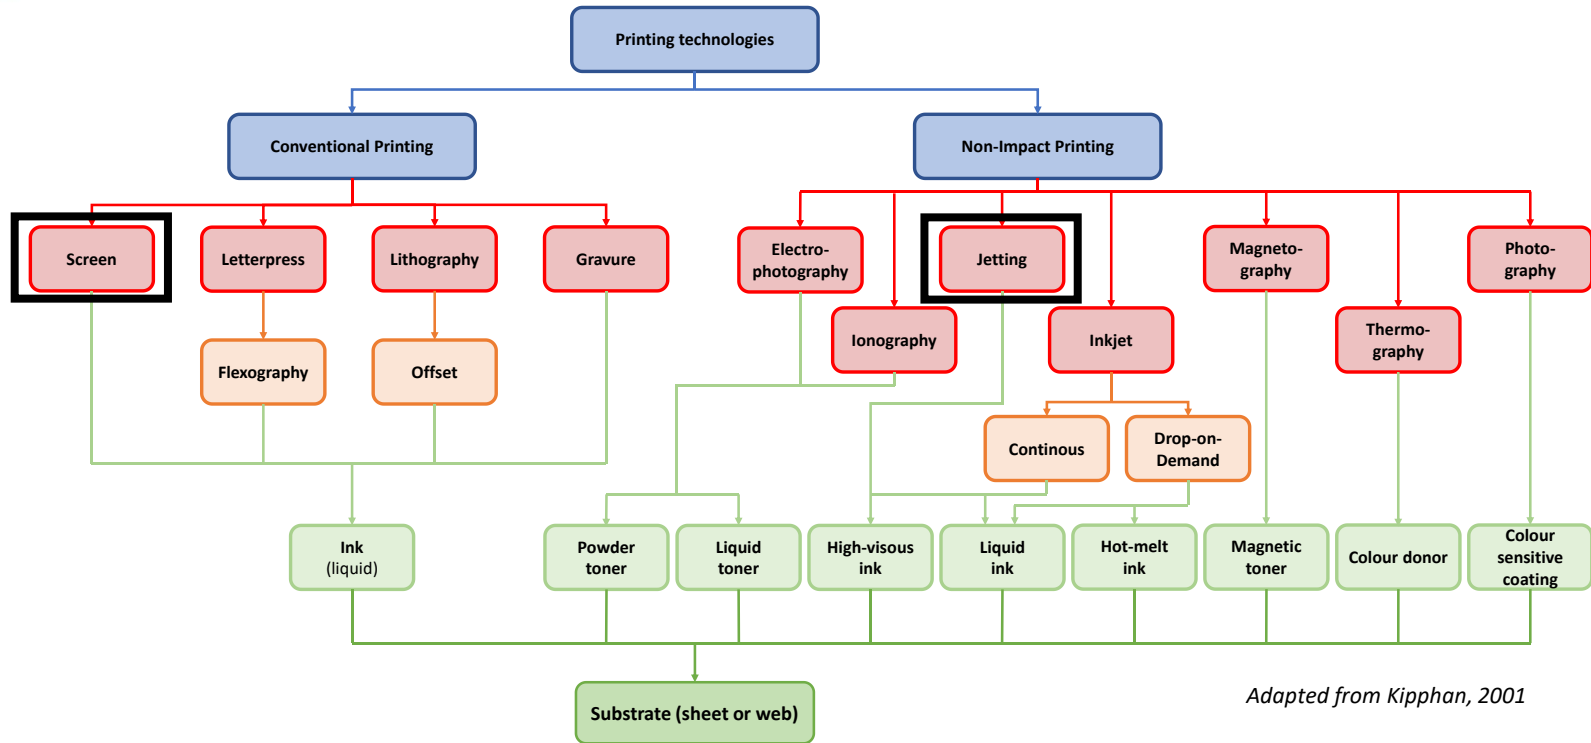 Printing technologies
Conventional Printing
Non-Impact Printing
Screen
Letterpress
Lithography
Gravure
Electro-
photography
Jetting
Magneto-
graphy
Photo-
graphy
Ionography
Inkjet
Thermo-
graphy
Flexography
Offset
Continous
Drop-on-
Demand
Ink
(liquid)
Powder
toner
Liquid
toner
High-visous
ink
Liquid
ink
Hot-melt
ink
Magnetic
toner
Colour donor
Colour
sensitive
coating
Substrate (sheet or web)
Adapted from Kipphan, 2001